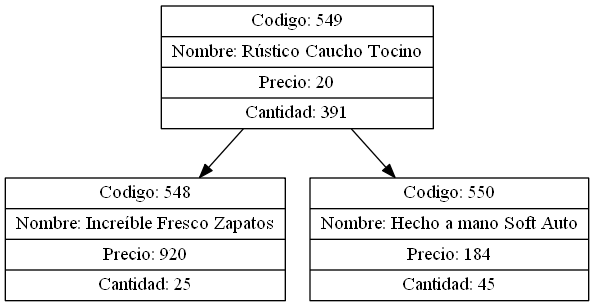 Codigo: 549
Nombre: Rústico Caucho Tocino
Precio: 20
Cantidad: 391
Codigo: 548
Nombre: Increíble Fresco Zapatos
Precio: 920
Cantidad: 25
Codigo: 550
Nombre: Hecho a mano Soft Auto
Precio: 184
Cantidad: 45